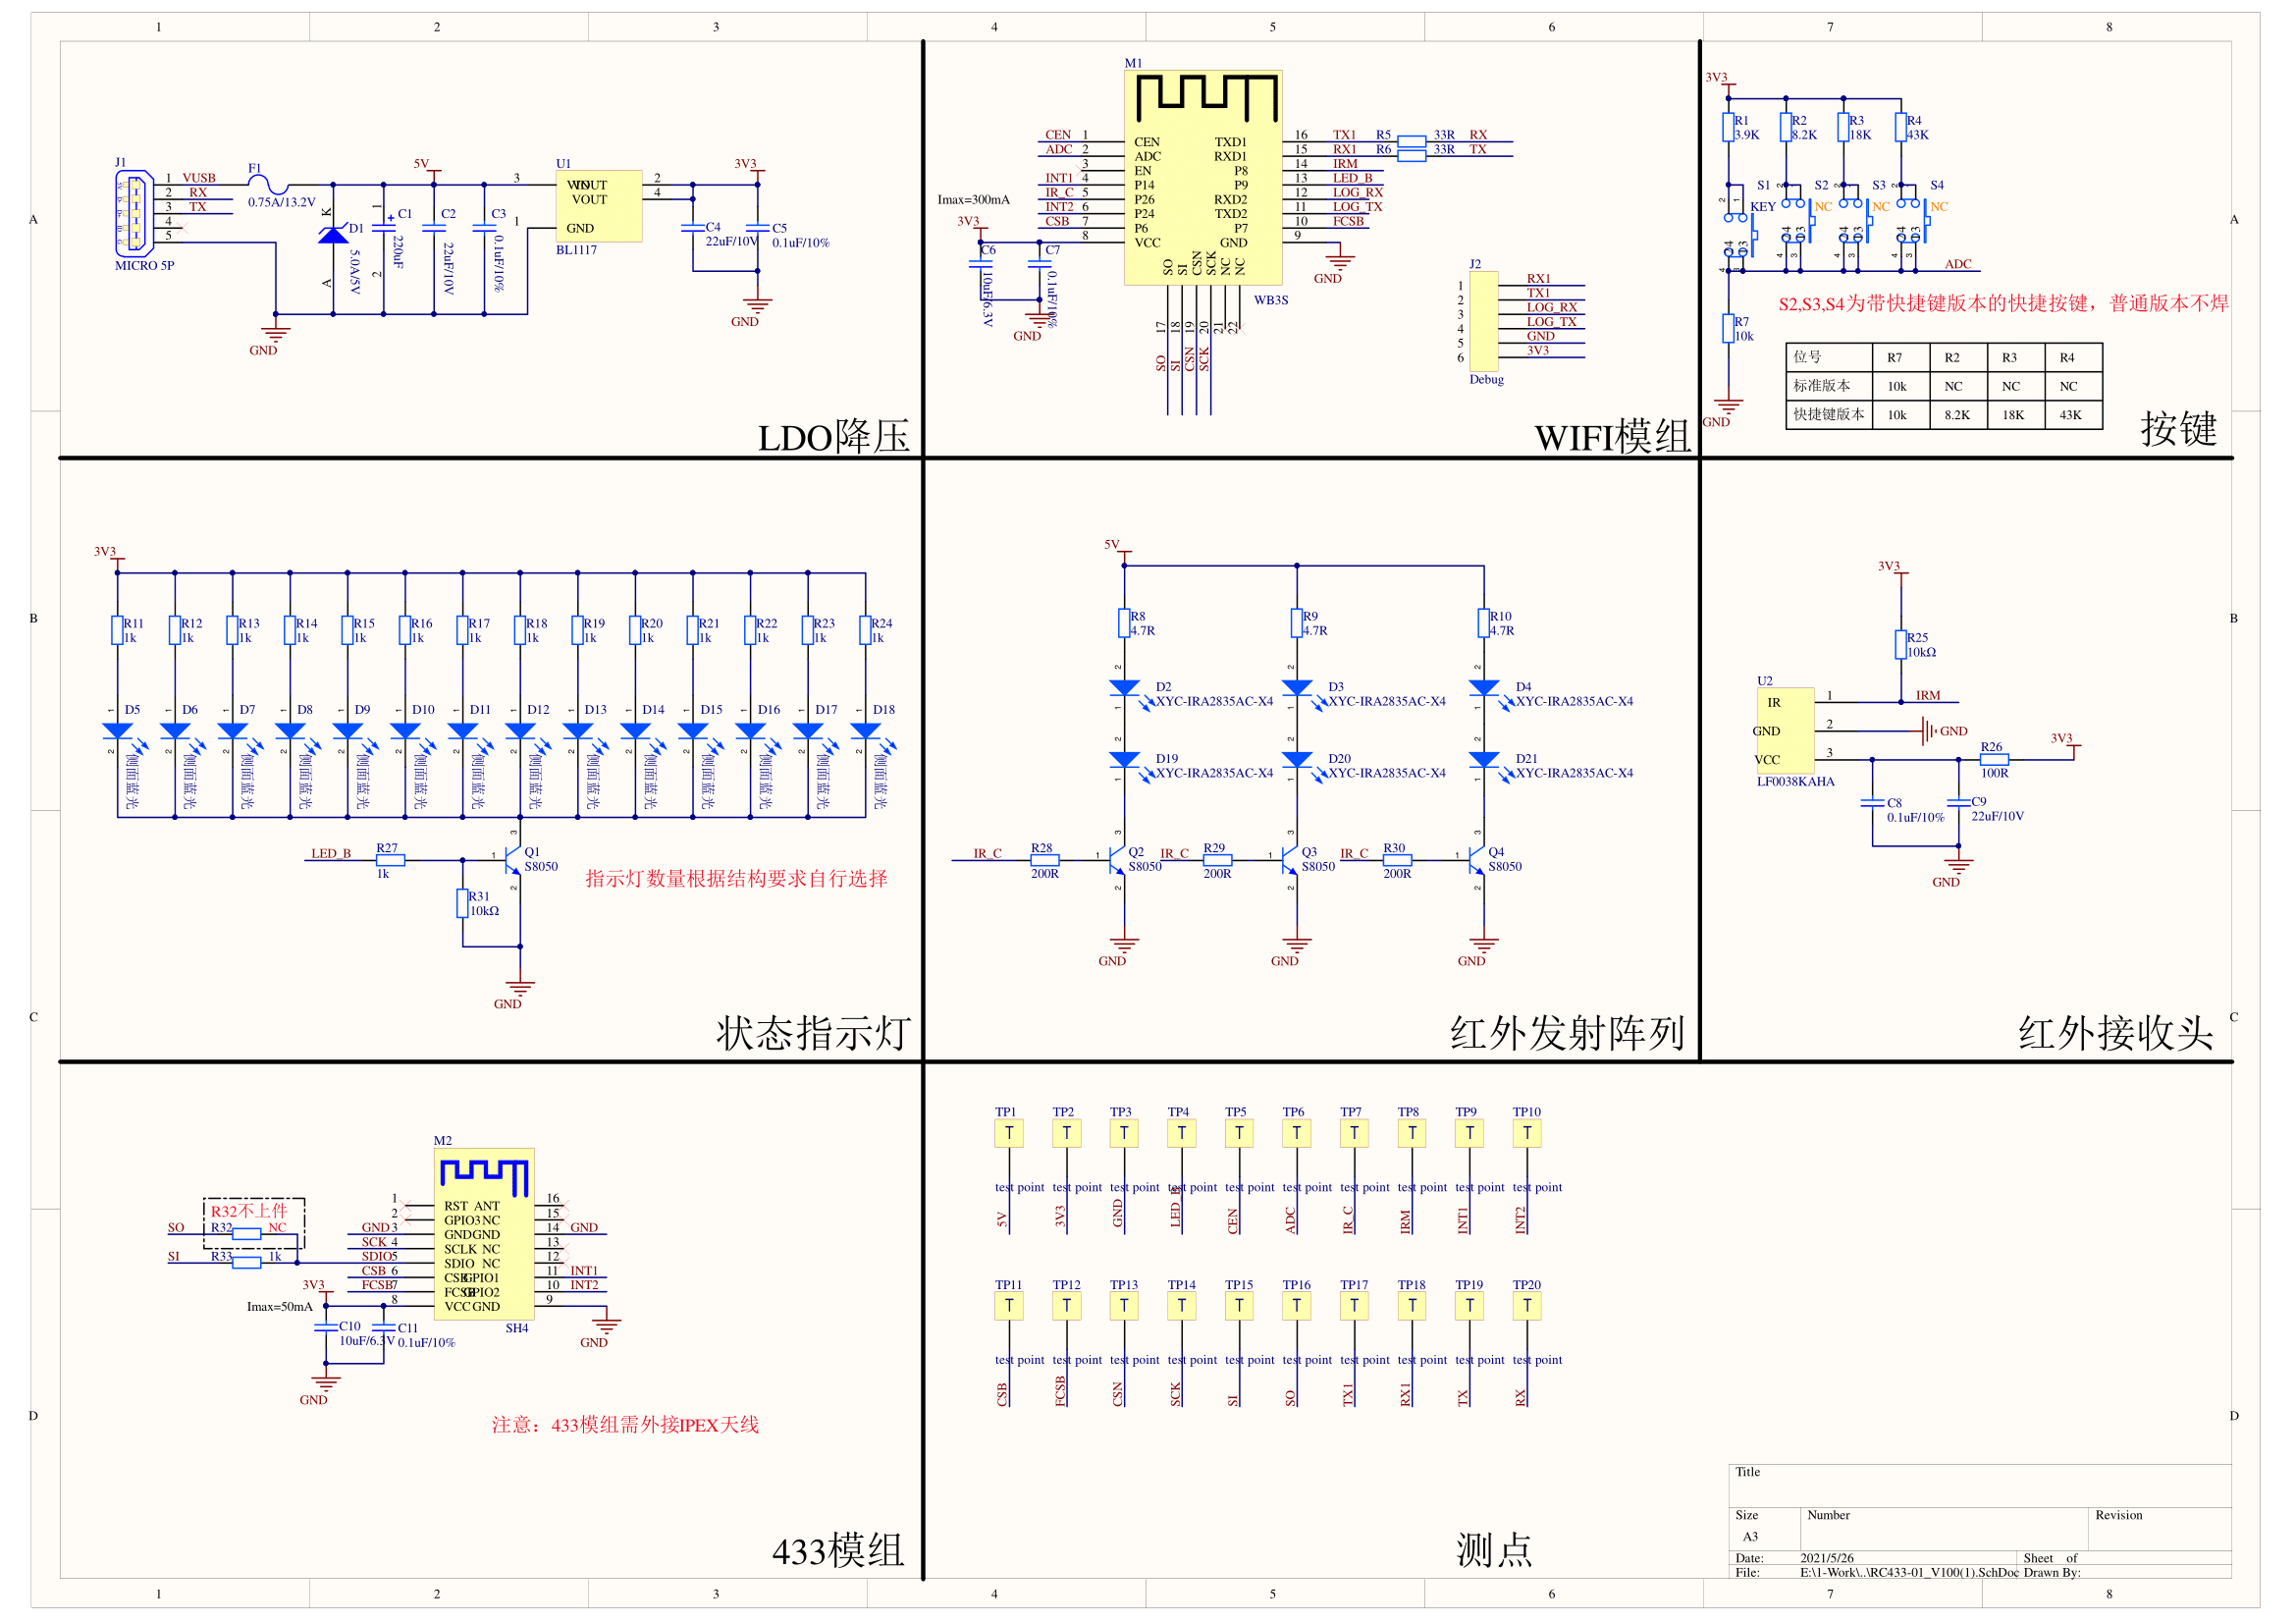 1 2 3 4 5 6 7 8
A
B
C
D
J1
MICRO 5P
1 VUSB
2 RX
3 TX
4
5
F1
0.75A/13.2V
D1
5.0A/5V
K
A
5V
C1
220uF
1
2
C2
22uF/10V
C3
0.1uF/10%
U1
3 VIN VOUT 2
VOUT 4
1 GND
BL1117
3V3
C4
22uF/10V
C5
0.1uF/10%
GND
GND
LDO降压
M1
CEN 1 CEN
ADC 2 ADC
3 EN
INT1 4 P14
IR_C 5 P26
INT2 6 P24
CSB 7 P6
8 VCC
TXD1 16 TX1 R5 33R RX
RXD1 15 RX1 R6 33R TX
P8 14 IRM
P9 13 LED_B
RXD2 12 LOG_RX
TXD2 11 LOG_TX
P7 10 FCSB
GND 9
GND
SO SI CSN SCK NC NC
17 18 19 20 21 22
SO SI CSN SCK
WB3S
Imax=300mA
3V3
C6
10uF/6.3V
C7
0.1uF/10%
GND
J2
1 RX1
2 TX1
3 LOG_RX
4 LOG_TX
5 GND
6 3V3
Debug
WIFI模组
3V3
R1
3.9K
R2
8.2K
R3
18K
R4
43K
S1
KEY
S2
NC
S3
NC
S4
NC
ADC
S2,S3,S4为带快捷键版本的快捷按键，普通版本不焊
R7
10k
GND
位号 R7 R2 R3 R4
标准版本 10k NC NC NC
快捷键版本 10k 8.2K 18K 43K
按键
3V3
R11 R12 R13 R14 R15 R16 R17 R18 R19 R20 R21 R22 R23 R24
1k 1k 1k 1k 1k 1k 1k 1k 1k 1k 1k 1k 1k 1k
D5 D6 D7 D8 D9 D10 D11 D12 D13 D14 D15 D16 D17 D18
侧面蓝光 侧面蓝光 侧面蓝光 侧面蓝光 侧面蓝光 侧面蓝光 侧面蓝光 侧面蓝光 侧面蓝光 侧面蓝光 侧面蓝光 侧面蓝光 侧面蓝光 侧面蓝光
LED_B
R27
1k
Q1
S8050
R31
10kΩ
GND
指示灯数量根据结构要求自行选择
状态指示灯
5V
R8
4.7R
R9
4.7R
R10
4.7R
D2
XYC-IRA2835AC-X4
D3
XYC-IRA2835AC-X4
D4
XYC-IRA2835AC-X4
D19
XYC-IRA2835AC-X4
D20
XYC-IRA2835AC-X4
D21
XYC-IRA2835AC-X4
IR_C
R28
200R
Q2
S8050
IR_C
R29
200R
Q3
S8050
IR_C
R30
200R
Q4
S8050
GND
GND
GND
红外发射阵列
3V3
R25
10kΩ
U2
IR 1 IRM
GND 2 GND
VCC 3
LF0038KAHA
R26
100R
3V3
C8
0.1uF/10%
C9
22uF/10V
GND
红外接收头
M2
R32不上件
SO R32 NC
SI R33 1k
1 RST ANT 16
2 GPIO3 NC 15
GND 3 GND GND 14 GND
SCK 4 SCLK NC 13
SDIO 5 SDIO NC 12
CSB 6 CSB GPIO1 11 INT1
FCSB 7 FCSB GPIO2 10 INT2
8 VCC GND 9
SH4
GND
3V3
Imax=50mA
C10
10uF/6.3V
C11
0.1uF/10%
GND
注意：433模组需外接IPEX天线
433模组
TP1 TP2 TP3 TP4 TP5 TP6 TP7 TP8 TP9 TP10
T T T T T T T T T T
test point test point test point test point test point test point test point test point test point test point
5V 3V3 GND LED_B CEN ADC IR_C IRM INT1 INT2
TP11 TP12 TP13 TP14 TP15 TP16 TP17 TP18 TP19 TP20
T T T T T T T T T T
test point test point test point test point test point test point test point test point test point test point
CSB FCSB CSN SCK SI SO TX1 RX1 TX RX
测点
Title
Size Number Revision
A3
Date: 2021/5/26 Sheet of
File: E:\1-Work\..\RC433-01_V100(1).SchDoc Drawn By:
A
B
C
D
1 2 3 4 5 6 7 8